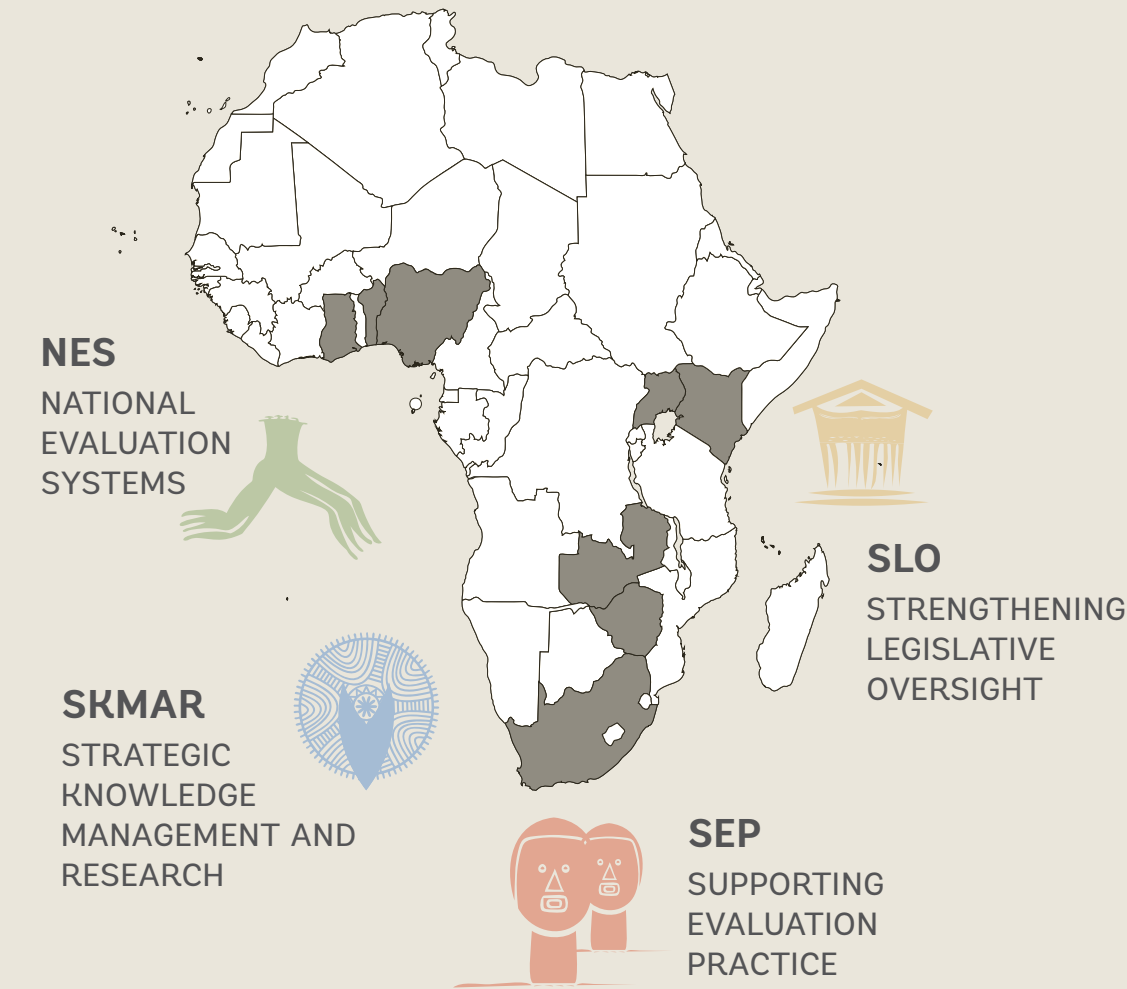 NES
NATIONAL
EVALUATION
SYSTEMS
SLO
STRENGTHENING
LEGISLATIVE
OVERSIGHT
SKMAR
STRATEGIC
KNOWLEDGE
MANAGEMENT AND
RESEARCH
SEP
SUPPORTING
EVALUATION
PRACTICE